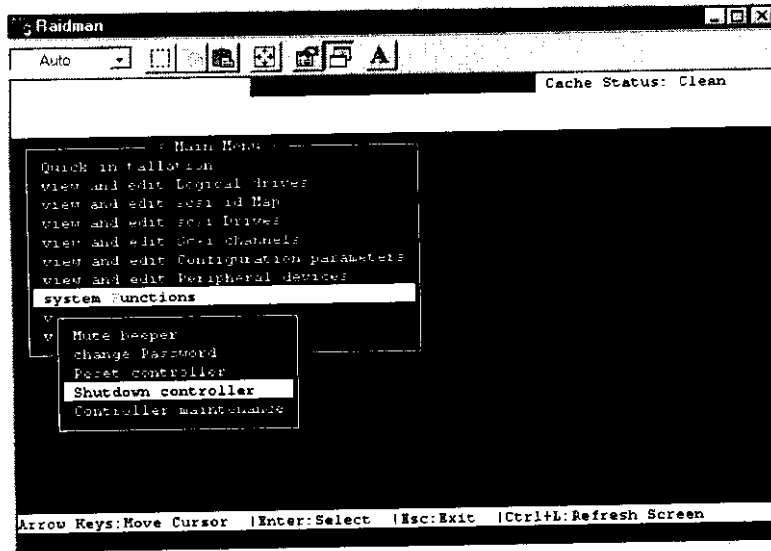 Raidman
Auto
A
Cache Status: Clean
Main Menu
Quick installation
view and edit Logical drives
view and edit scsi id Map
view and edit scsi Drives
view and edit Scsi channels
view and edit Configuration parameters
view and edit Peripheral devices
system Functions
v
v
Mute beeper
change Password
Reset controller
Shutdown controller
Controller maintenance
Arrow Keys:Move Cursor |Enter:Select |Esc:Exit |Ctrl+L:Refresh Screen